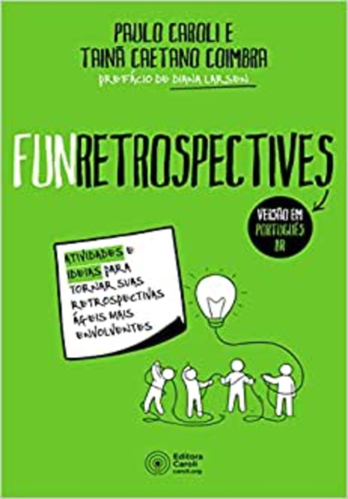 PAULO CAROLI E
TAINÃ CAETANO COIMBRA
PREFÁCIO DE DIANA LARSEN
FUNRETROSPECTIVES
VERSÃO EM
PORTUGUÊS
BR
ATIVIDADES E
IDEIAS PARA
TORNAR SUAS
RETROSPECTIVAS
ÁGEIS MAIS
ENVOLVENTES
Editora
Caroli
caroli.org